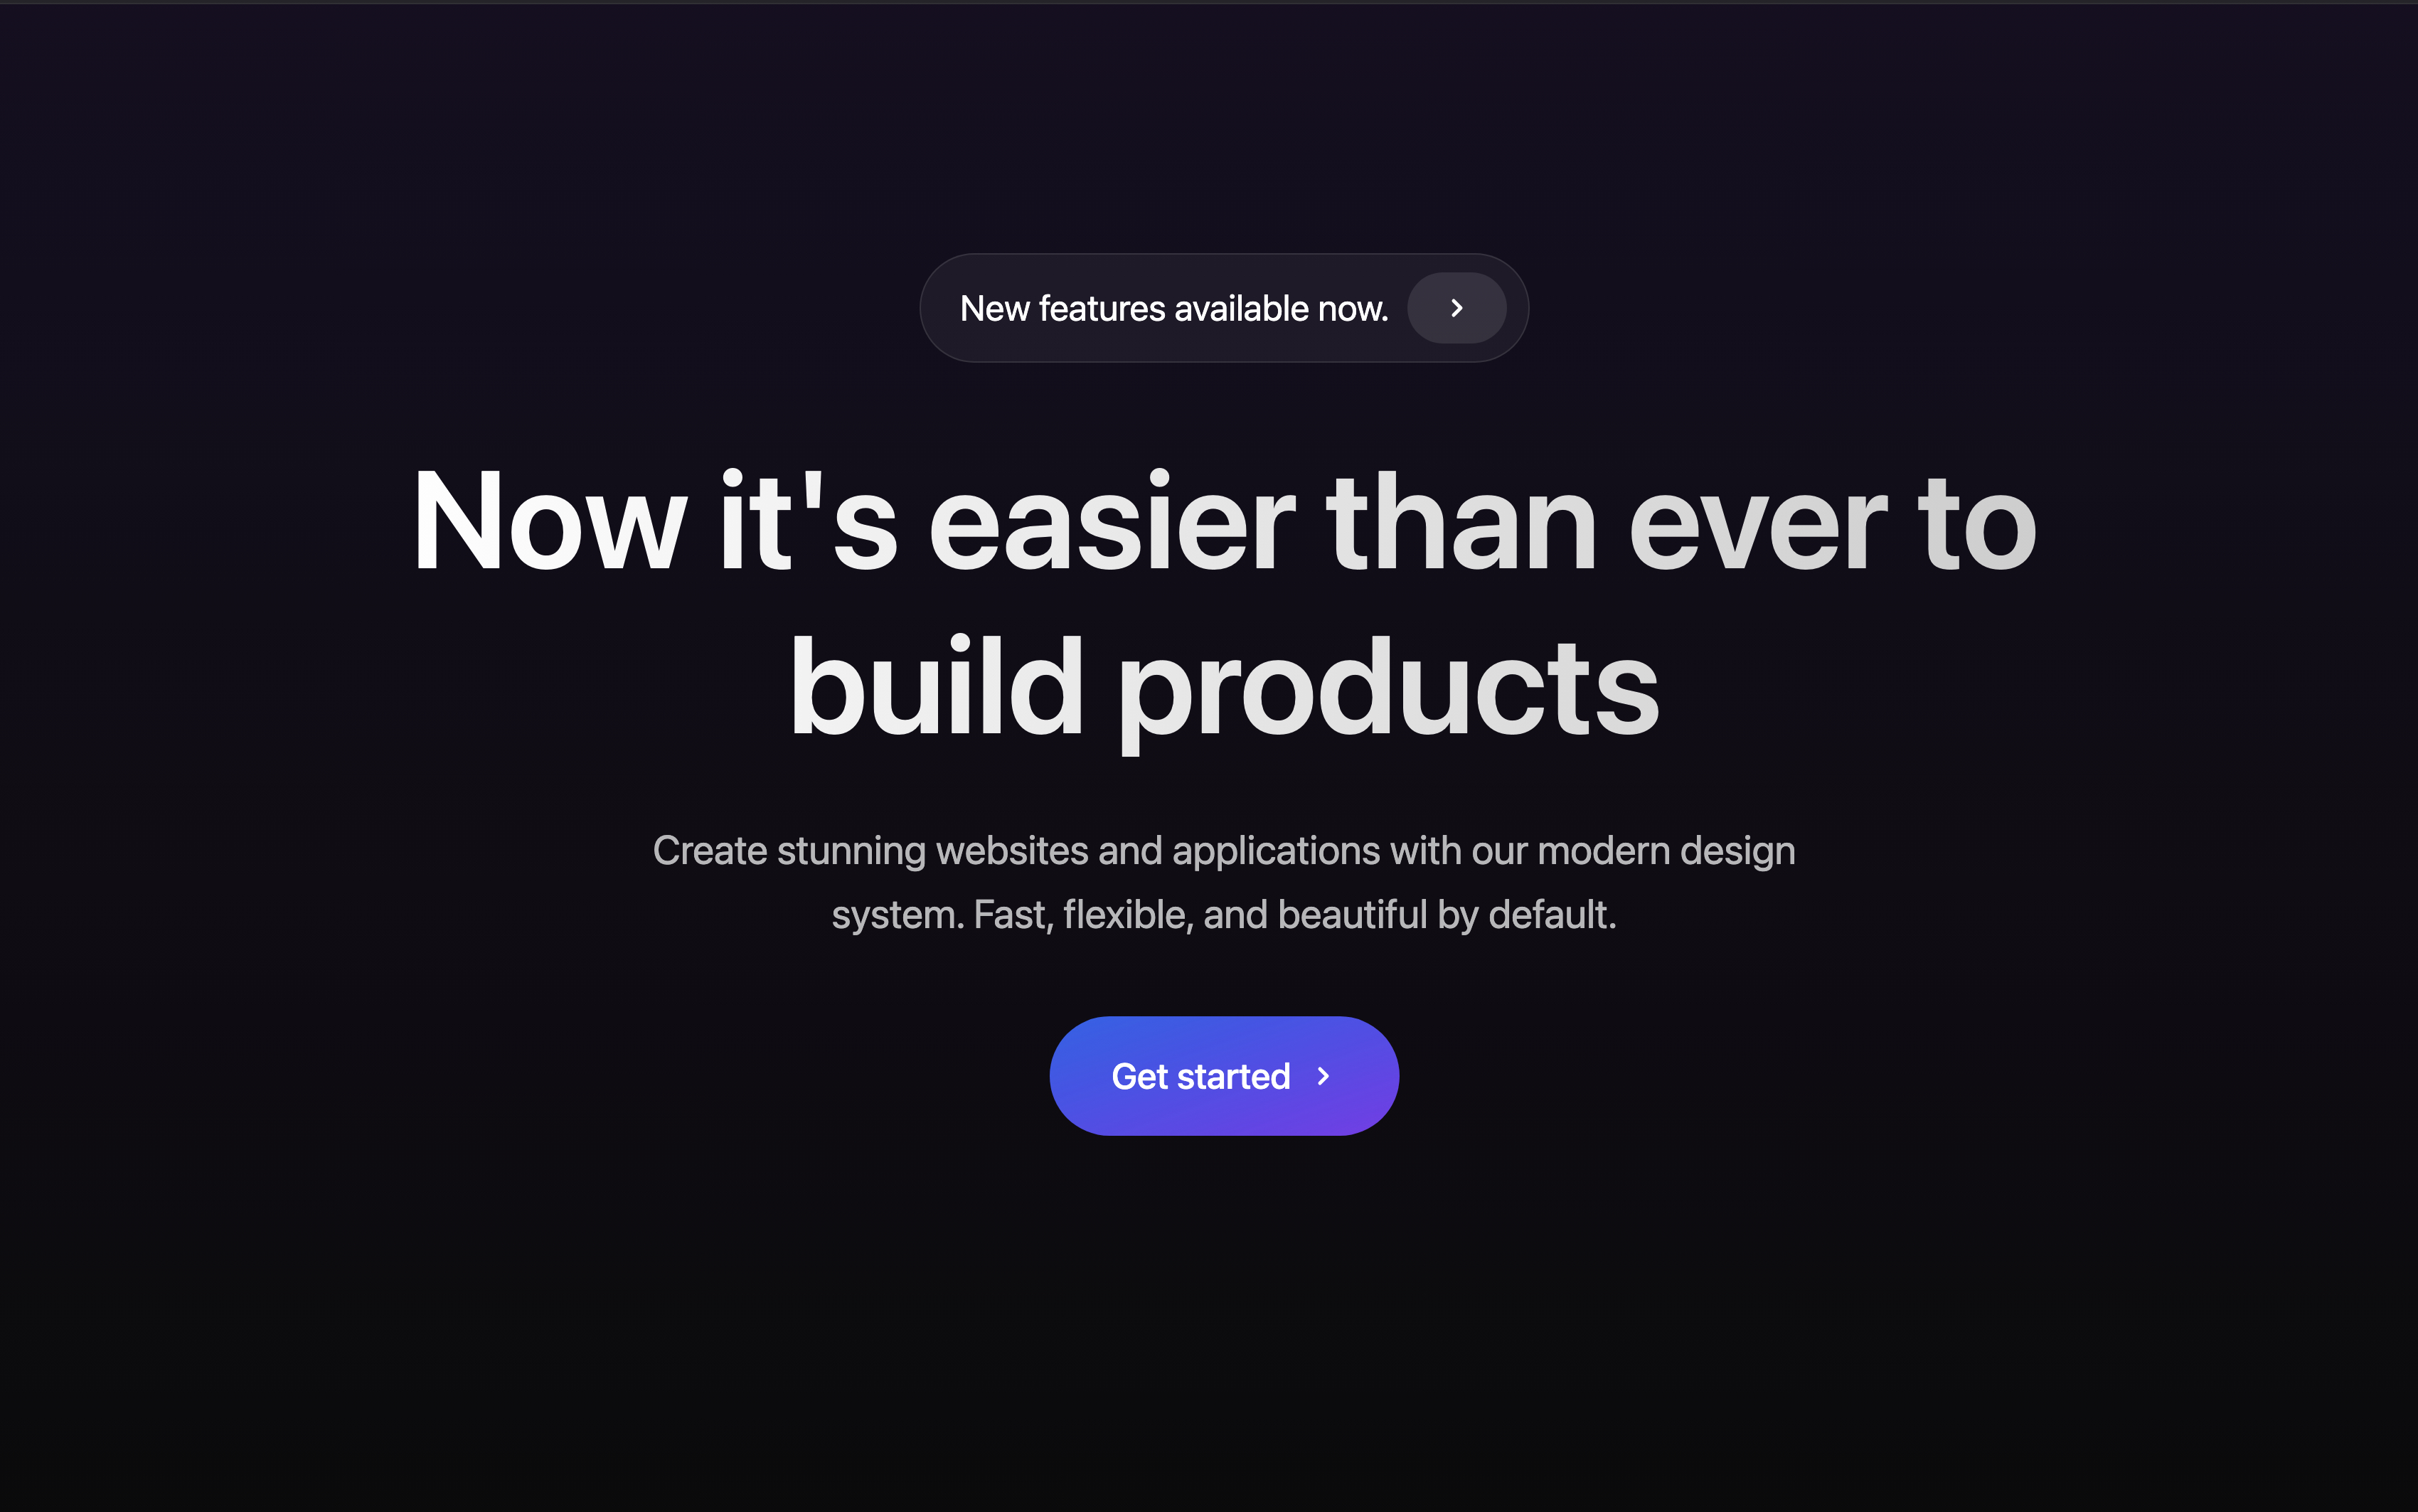 New features available now.
Now it's easier than ever to
build products
Create stunning websites and applications with our modern design
system. Fast, flexible, and beautiful by default.
Get started